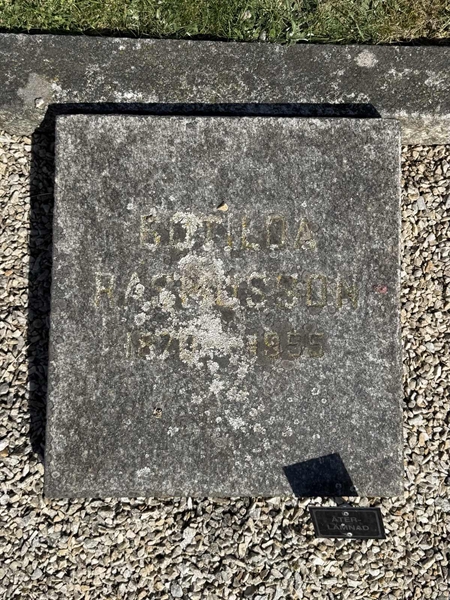 BOTILDA
RASMUSSON
1955
ÅTER-
LÄMNAD